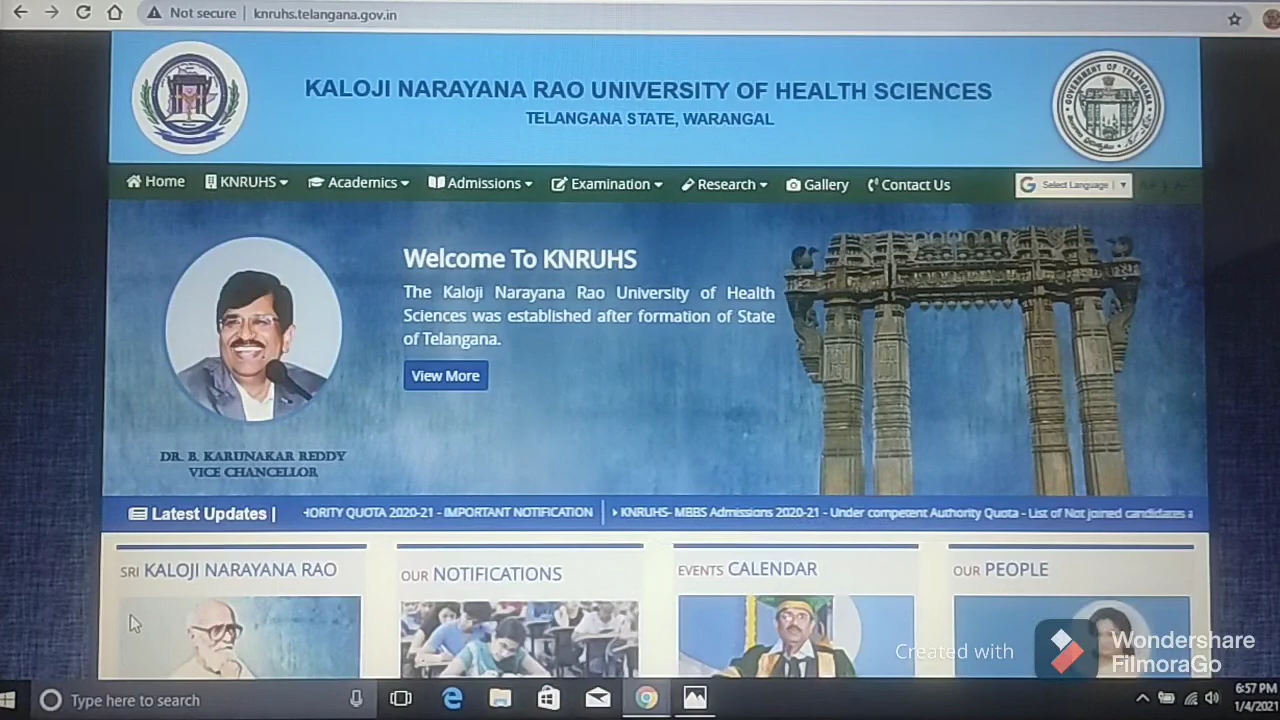 Not secure | knruhs.telangana.gov.in
KALOJI NARAYANA RAO UNIVERSITY OF HEALTH SCIENCES
TELANGANA STATE, WARANGAL
GOVERNMENT OF TELANGANA
Home KNRUHS Academics Admissions Examination Research Gallery Contact Us
G Select Language
Welcome To KNRUHS
The Kaloji Narayana Rao University of Health
Sciences was established after formation of State
of Telangana.
View More
DR. B. KARUNAKAR REDDY
VICE CHANCELLOR
Latest Updates | HORITY QUOTA 2020-21 - IMPORTANT NOTIFICATION KNRUHS- MBBS Admissions 2020-21 - Under competent Authority Quota - List of Not joined candidates a
SRI KALOJI NARAYANA RAO
OUR NOTIFICATIONS
EVENTS CALENDAR
OUR PEOPLE
Created with
Wondershare
FilmoraGo
Type here to search
6:57 PM
1/4/2021